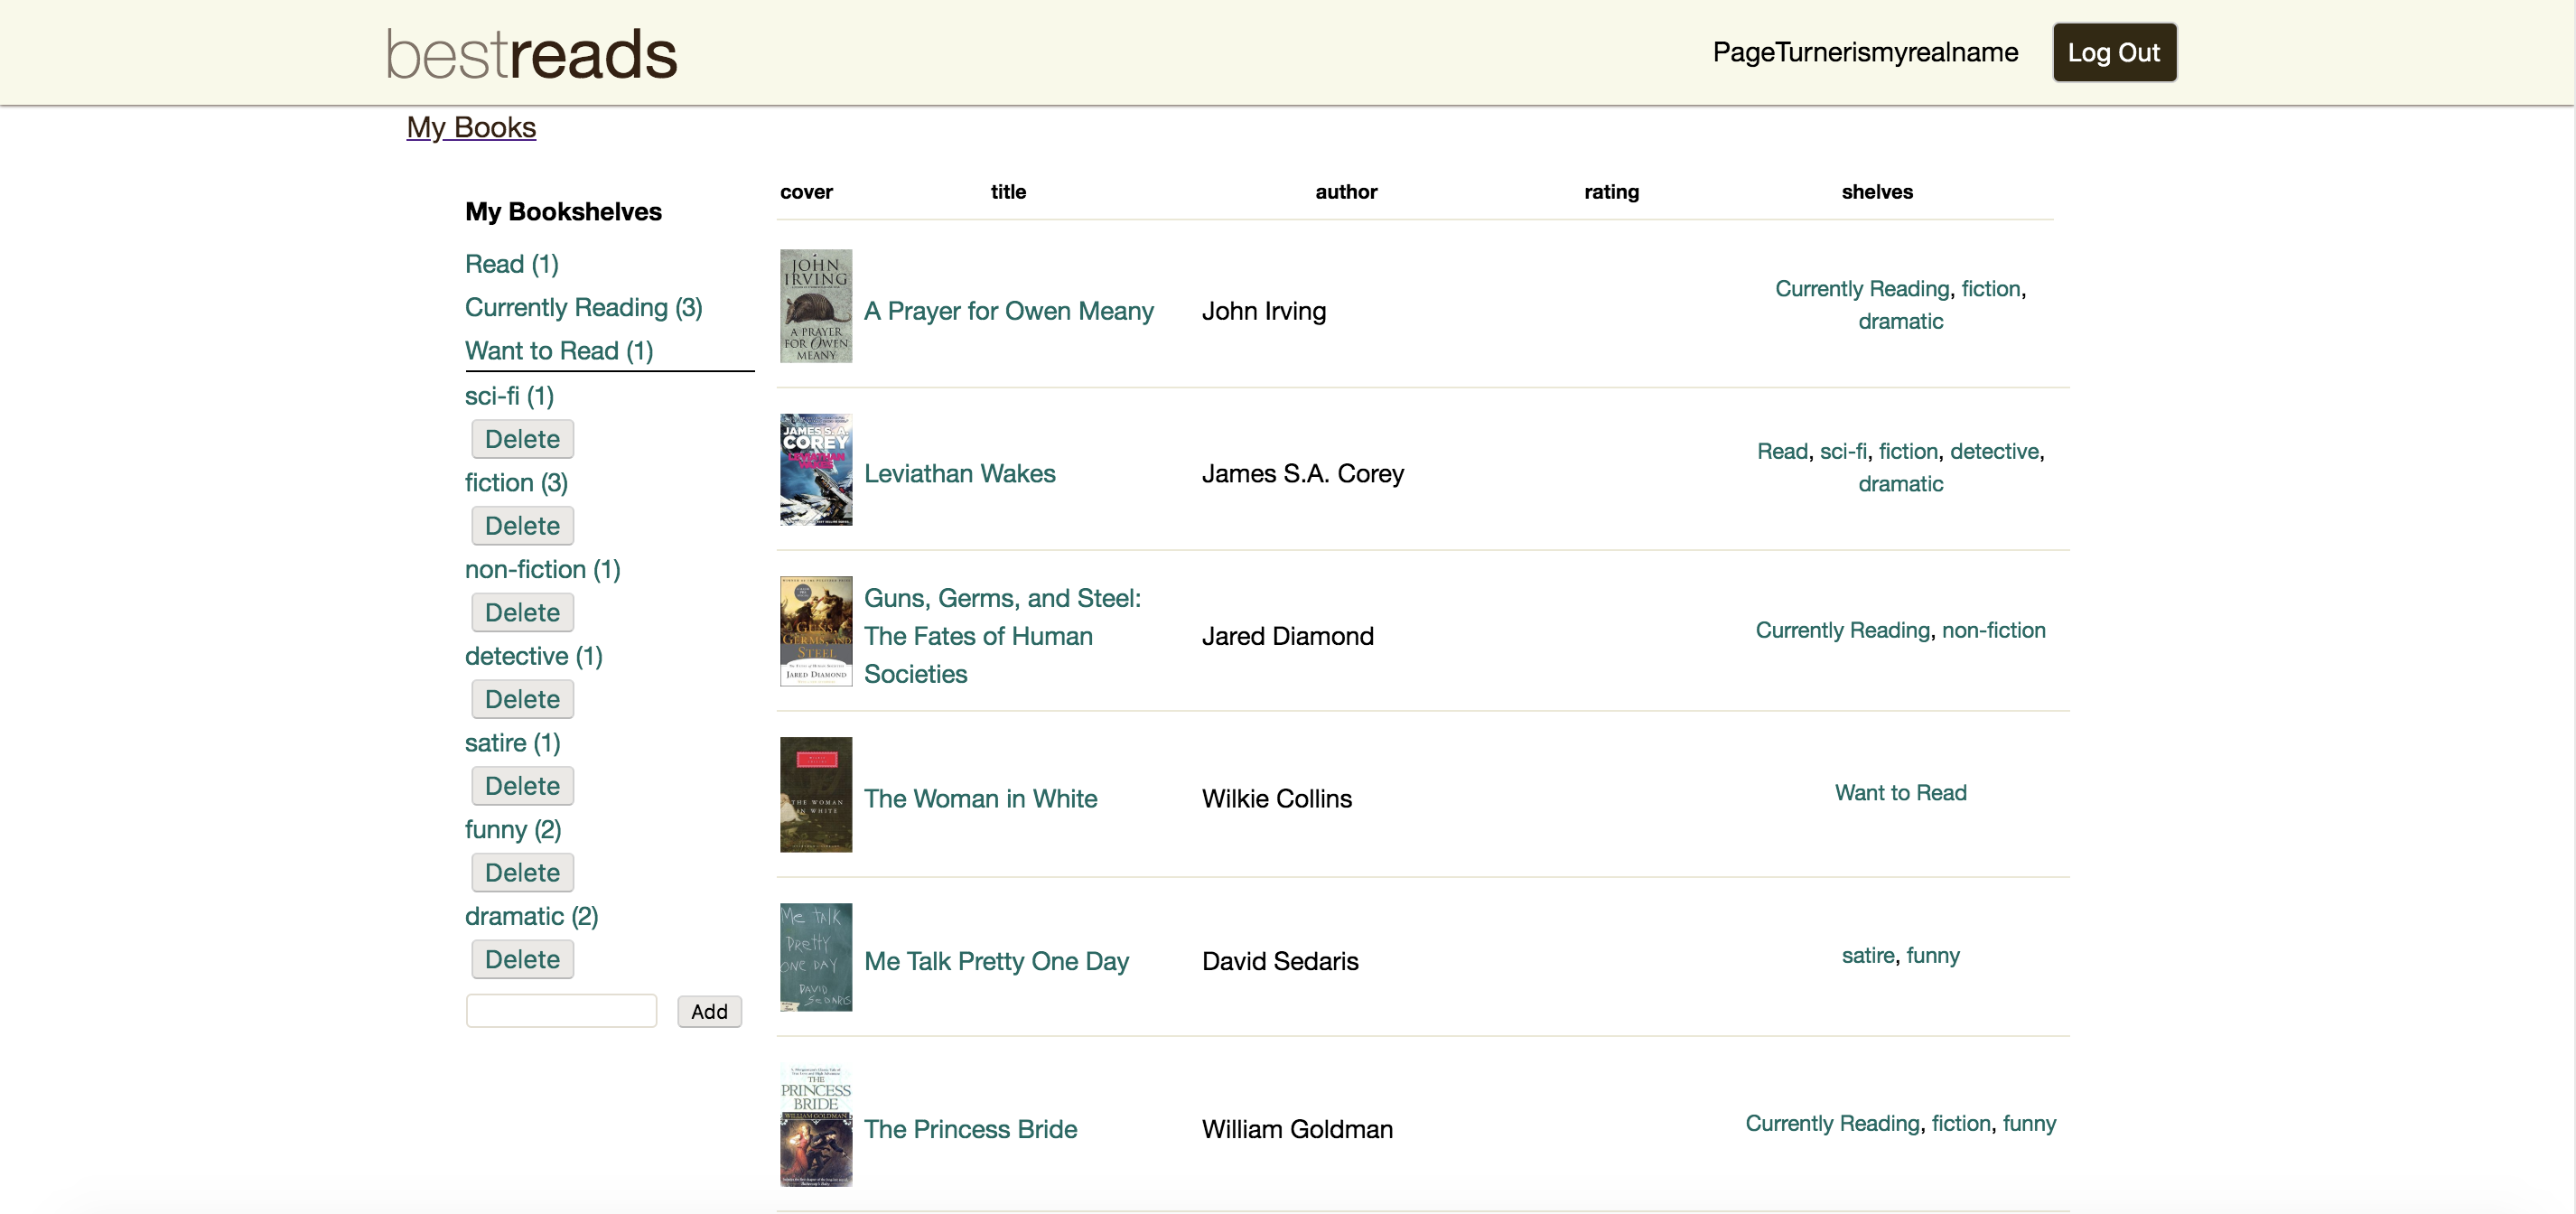 bestreads
PageTurnerismyrealname
Log Out
My Books
My Bookshelves
Read (1)
Currently Reading (3)
Want to Read (1)
sci-fi (1)
Delete
fiction (3)
Delete
non-fiction (1)
Delete
detective (1)
Delete
satire (1)
Delete
funny (2)
Delete
dramatic (2)
Delete
Add
cover title author rating shelves
JOHN
IRVING
A PRAYER
FOR OWEN
MEANY
A Prayer for Owen Meany
John Irving
Currently Reading, fiction,
dramatic
JAMES S. A.
COREY
LEVIATHAN
WAKES
Leviathan Wakes
James S.A. Corey
Read, sci-fi, fiction, detective,
dramatic
GUNS,
GERMS, AND
STEEL
JARED DIAMOND
Guns, Germs, and Steel:
The Fates of Human
Societies
Jared Diamond
Currently Reading, non-fiction
THE WOMAN
IN WHITE
The Woman in White
Wilkie Collins
Want to Read
Me TALK
PReTTY
ONE DAY
DAVID
SeDARIS
Me Talk Pretty One Day
David Sedaris
satire, funny
THE
PRINCESS
BRIDE
WILLIAM GOLDMAN
The Princess Bride
William Goldman
Currently Reading, fiction, funny